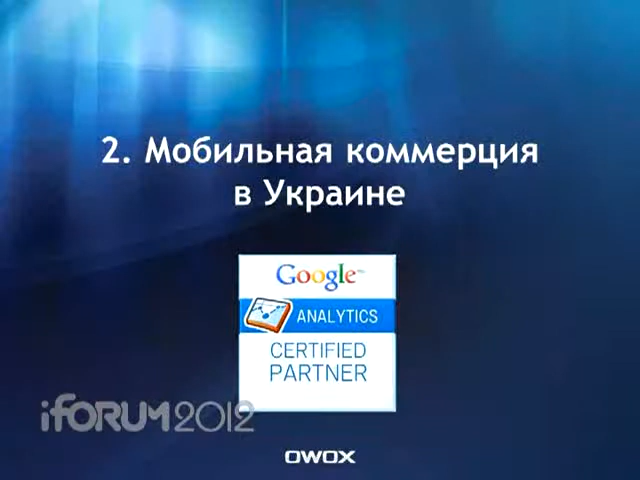 2. Мобильная коммерция
в Украине
Google
ANALYTICS
CERTIFIED
PARTNER
iFORUM2012
OWOX